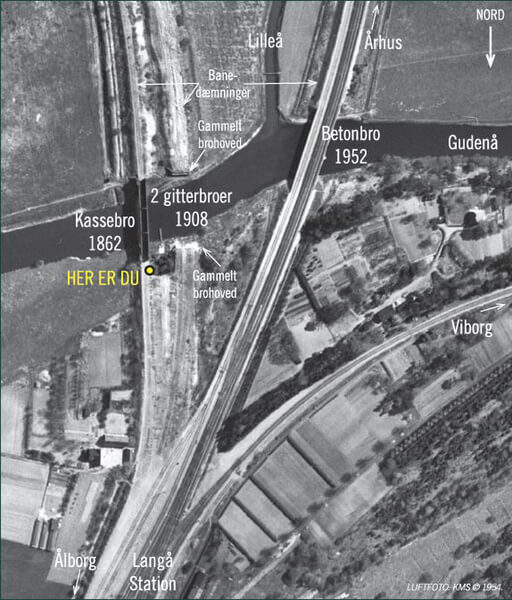 NORD
Lilleå
Århus
Bane-
dæmninger
Gammelt
brohoved
Betonbro
1952
Gudenå
2 gitterbroer
1908
Kassebro
1862
HER ER DU
Gammelt
brohoved
Viborg
Ålborg
Langå
Station
LUFTFOTO: KMS © 1954.